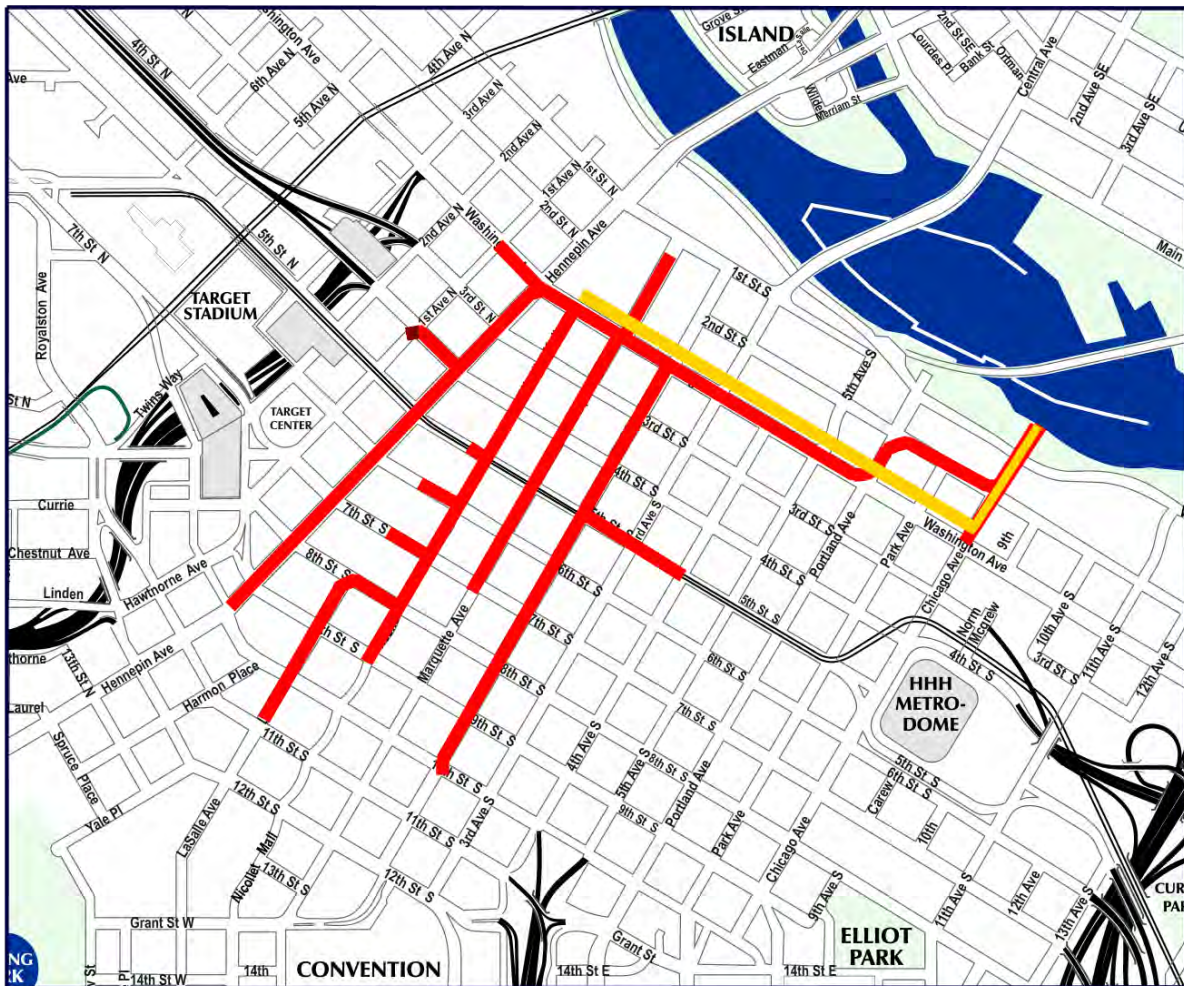 ISLAND
Grove St
Eastman
Wilder
Merriam St
2nd St SE
Lourdes Pl
Bank St
Ortman
Central Ave
2nd Ave SE
3rd Ave SE
Main
4th St N
6th Ave N
5th Ave N
4th Ave N
3rd Ave N
2nd Ave N
1st Ave N
1st St N
2nd St N
Hennepin Ave
2nd Ave N
Ave
7th St N
5th St N
Royalston Ave
TARGET
STADIUM
Twins Way
St N
TARGET
CENTER
1st Ave N
3rd St N
1st St S
2nd St S
5th Ave S
3rd St S
4th St S
3rd St S
Portland Ave
4th St S
5th St S
Park Ave
Washington Ave
9th
Chicago Ave
Norm
McGrew
4th St S
10th Ave S
3rd St S
11th Ave S
12th Ave S
Currie
Chestnut Ave
Linden
Hawthorne Ave
7th St S
8th St S
thorne
13th St N
Hennepin Ave
Laurel
Harmon Place
Spruce Place
Yale Pl
Marquette Ave
6th St S
7th St S
8th St S
9th St S
6th St S
7th St S
8th St S
9th St S
4th Ave S
5th Ave S
Portland Ave
Park Ave
Chicago Ave
HHH
METRO-
DOME
5th St S
6th St S
Carew
10th
11th St S
12th St S
LaSalle Ave
Nicollet Mall
13th St S
11th St S
3rd Ave S
12th St S
9th Ave S
11th Ave S
12th Ave
13th Ave S
Grant St W
14th St W
14th
CONVENTION
Grant St
14th St E
14th St E
ELLIOT
PARK
CUR
PAR
NG
RK